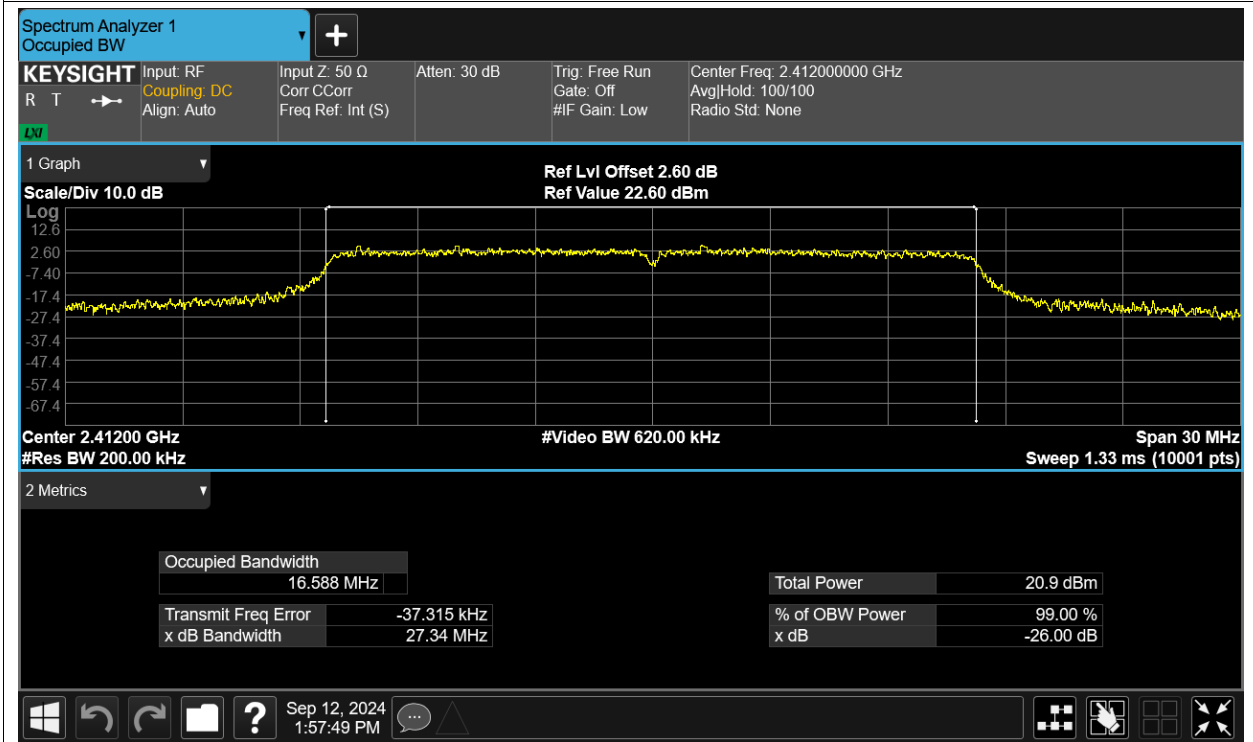 Spectrum Analyzer 1
Occupied BW
▼
+
KEYSIGHT
R T
LXI
Input: RF
Coupling: DC
Align: Auto
Input Z: 50 Ω
Corr CCorr
Freq Ref: Int (S)
Atten: 30 dB
Trig: Free Run
Gate: Off
#IF Gain: Low
Center Freq: 2.412000000 GHz
Avg|Hold: 100/100
Radio Std: None
1 Graph ▼
Scale/Div 10.0 dB
Ref Lvl Offset 2.60 dB
Ref Value 22.60 dBm
Log
12.6
2.60
-7.40
-17.4
-27.4
-37.4
-47.4
-57.4
-67.4
Center 2.41200 GHz
#Res BW 200.00 kHz
#Video BW 620.00 kHz
Span 30 MHz
Sweep 1.33 ms (10001 pts)
2 Metrics ▼
Occupied Bandwidth
16.588 MHz
Transmit Freq Error -37.315 kHz
x dB Bandwidth 27.34 MHz
Total Power 20.9 dBm
% of OBW Power 99.00 %
x dB -26.00 dB
?
Sep 12, 2024
1:57:49 PM